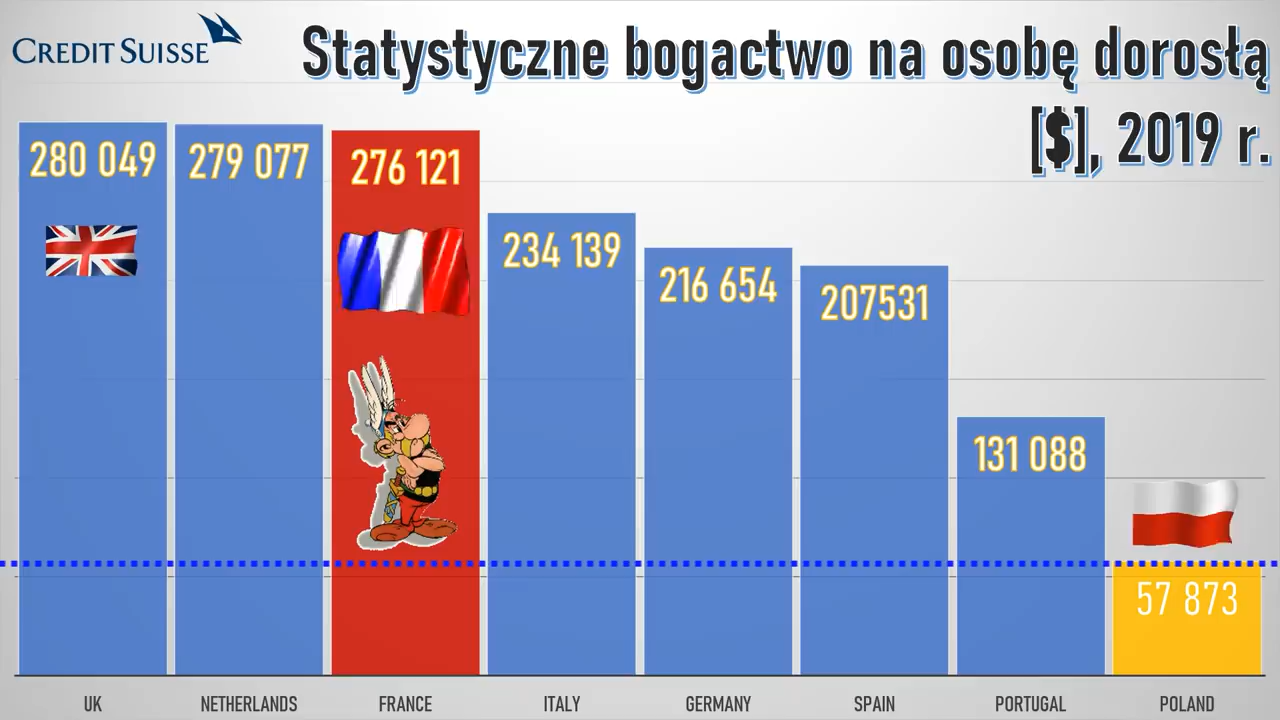 CREDIT SUISSE
Statystyczne bogactwo na osobę dorosłą
[$], 2019 r.
280 049
279 077
276 121
234 139
216 654
207531
131 088
57 873
UK
NETHERLANDS
FRANCE
ITALY
GERMANY
SPAIN
PORTUGAL
POLAND